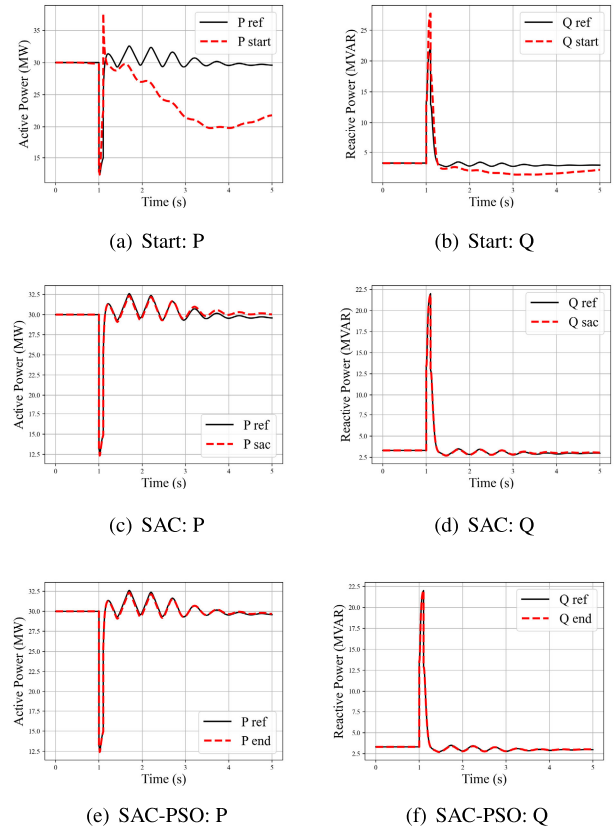 Active Power (MW)
30
25
20
15
0 1 2 3 4 5
Time (s)
P ref
P start
(a) Start: P
Reacive Power (MVAR)
25
20
15
10
5
0 1 2 3 4 5
Time (s)
Q ref
Q start
(b) Start: Q
Active Power (MW)
32.5
30.0
27.5
25.0
22.5
20.0
17.5
15.0
12.5
0 1 2 3 4 5
Time (s)
P ref
P sac
(c) SAC: P
Reactive Power (MVAR)
22.5
20.0
17.5
15.0
12.5
10.0
7.5
5.0
2.5
0 1 2 3 4 5
Time (s)
Q ref
Q sac
(d) SAC: Q
Active Power (MW)
32.5
30.0
27.5
25.0
22.5
20.0
17.5
15.0
12.5
0 1 2 3 4 5
Time (s)
P ref
P end
(e) SAC-PSO: P
Reactive Power (MVAR)
22.5
20.0
17.5
15.0
12.5
10.0
7.5
5.0
2.5
0 1 2 3 4 5
Time (s)
Q ref
Q end
(f) SAC-PSO: Q